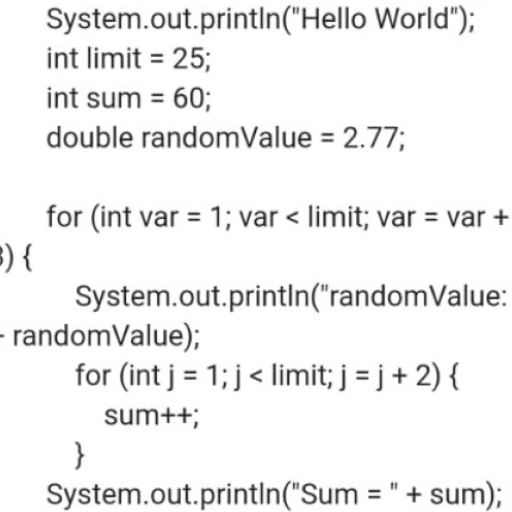 System.out.println("Hello World");
int limit = 25;
int sum = 60;
double randomValue = 2.77;
for (int var = 1; var < limit; var = var +
) {
System.out.println("randomValue:
randomValue);
for (int j = 1; j < limit; j = j + 2) {
sum++;
}
System.out.println("Sum = " + sum);